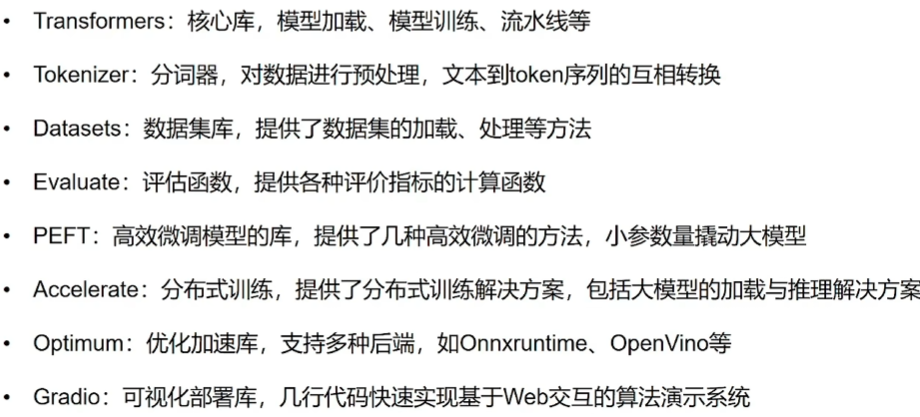 • Transformers：核心库，模型加载、模型训练、流水线等
• Tokenizer：分词器，对数据进行预处理，文本到token序列的互相转换
• Datasets：数据集库，提供了数据集的加载、处理等方法
• Evaluate：评估函数，提供各种评价指标的计算函数
• PEFT：高效微调模型的库，提供了几种高效微调的方法，小参数量撬动大模型
• Accelerate：分布式训练，提供了分布式训练解决方案，包括大模型的加载与推理解决方案
• Optimum：优化加速库，支持多种后端，如Onnxruntime、OpenVino等
• Gradio：可视化部署库，几行代码快速实现基于Web交互的算法演示系统